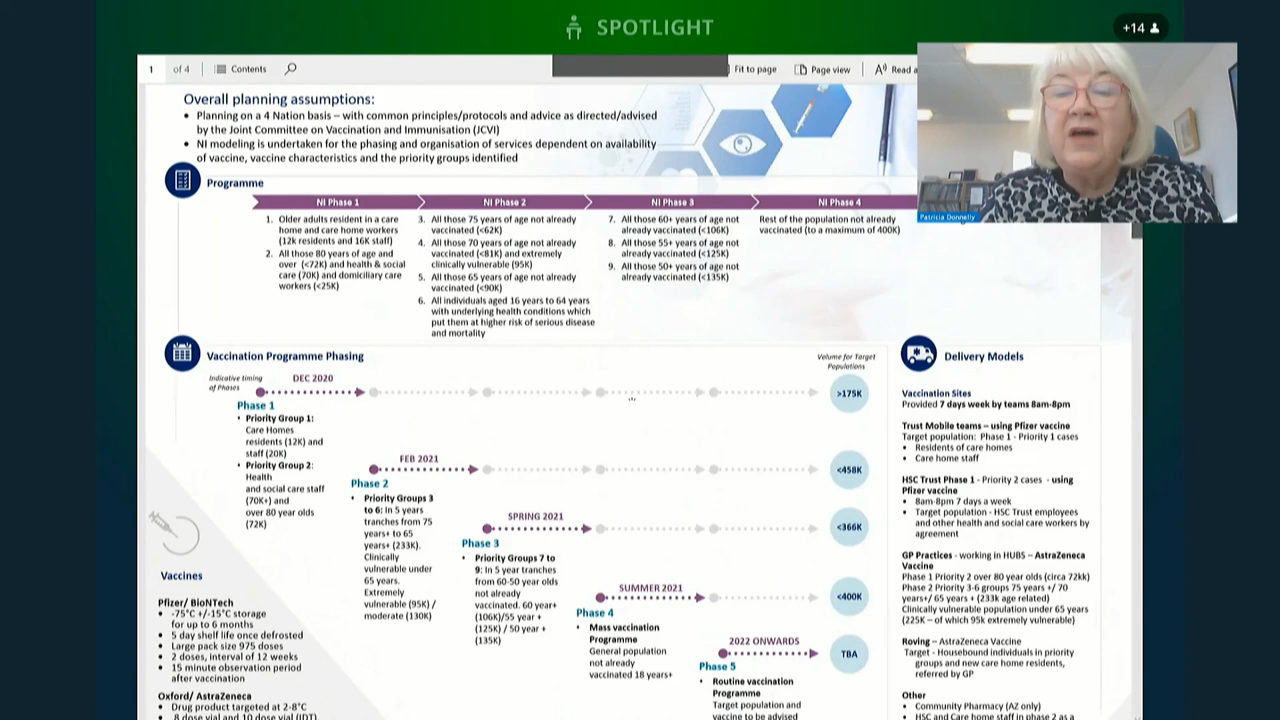 SPOTLIGHT
+14
1 of 4 Contents Fit to page Page view Read a
Patricia Donnelly
Overall planning assumptions:
• Planning on a 4 Nation basis – with common principles/protocols and advice as directed/advised
by the Joint Committee on Vaccination and Immunisation (JCVI)
• NI modeling is undertaken for the phasing and organisation of services dependent on availability
of vaccine, vaccine characteristics and the priority groups identified
Programme
NI Phase 1
1. Older adults resident in a care
home and care home workers
(12k residents and 16K staff)
2. All those 80 years of age and
over (<72K) and health & social
care (70K) and domiciliary care
workers (<25K)
NI Phase 2
3. All those 75 years of age not already
vaccinated (<62K)
4. All those 70 years of age not already
vaccinated (<81K) and extremely
clinically vulnerable (95K)
5. All those 65 years of age not already
vaccinated (<90K)
6. All individuals aged 16 years to 64 years
with underlying health conditions which
put them at higher risk of serious disease
and mortality
NI Phase 3
7. All those 60+ years of age not
already vaccinated (<106K)
8. All those 55+ years of age not
already vaccinated (<125K)
9. All those 50+ years of age not
already vaccinated (<135K)
NI Phase 4
Rest of the population not already
vaccinated (to a maximum of 400K)
Vaccination Programme Phasing
Indicative timing
of Phases
Volume for Target
Populations
DEC 2020
>175K
Phase 1
• Priority Group 1:
Care Homes
residents (12K) and
staff (20K)
• Priority Group 2:
Health
and social care staff
(70K+) and
over 80 year olds
(72K)
FEB 2021
<458K
Phase 2
• Priority Groups 3
to 6: In 5 years
tranches from 75
years+ to 65
years+ (233K).
Clinically
vulnerable under
65 years.
Extremely
vulnerable (95K) /
moderate (130K)
SPRING 2021
<366K
Phase 3
• Priority Groups 7 to
9: In 5 year tranches
from 60-50 year olds
not already
vaccinated. 60 year+
(106K)/55 year +
(125K) / 50 year +
(135K)
SUMMER 2021
<400K
Phase 4
• Mass vaccination
Programme
General population
not already
vaccinated 18 years+
2022 ONWARDS
TBA
Phase 5
• Routine vaccination
Programme
Target population and
vaccine to be advised
Vaccines
Pfizer/ BioNTech
• -75°C +/-15°C storage
for up to 6 months
• 5 day shelf life once defrosted
• Large pack size 975 doses
• 2 doses, interval of 12 weeks
• 15 minute observation period
after vaccination
Oxford/ AstraZeneca
• Drug product targeted at 2-8°C
8 dose vial and 10 dose vial (IDT)
Delivery Models
Vaccination Sites
Provided 7 days week by teams 8am-8pm
Trust Mobile teams – using Pfizer vaccine
Target population: Phase 1 - Priority 1 cases
• Residents of care homes
• Care home staff
HSC Trust Phase 1 - Priority 2 cases - using
Pfizer vaccine
• 8am-8pm 7 days a week
• Target population - HSC Trust employees
and other health and social care workers by
agreement
GP Practices - working in HUBS – AstraZeneca
Vaccine
Phase 1 Priority 2 over 80 year olds (circa 72kk)
Phase 2 Priority 3-6 groups 75 years +/ 70
years+/ 65 years + (233k age related)
Clinically vulnerable population under 65 years
(225K – of which 95k extremely vulnerable)
Roving – AstraZeneca Vaccine
Target - Housebound individuals in priority
groups and new care home residents,
referred by GP
Other
• Community Pharmacy (AZ only)
• HSC and Care home staff in phase 2 as a